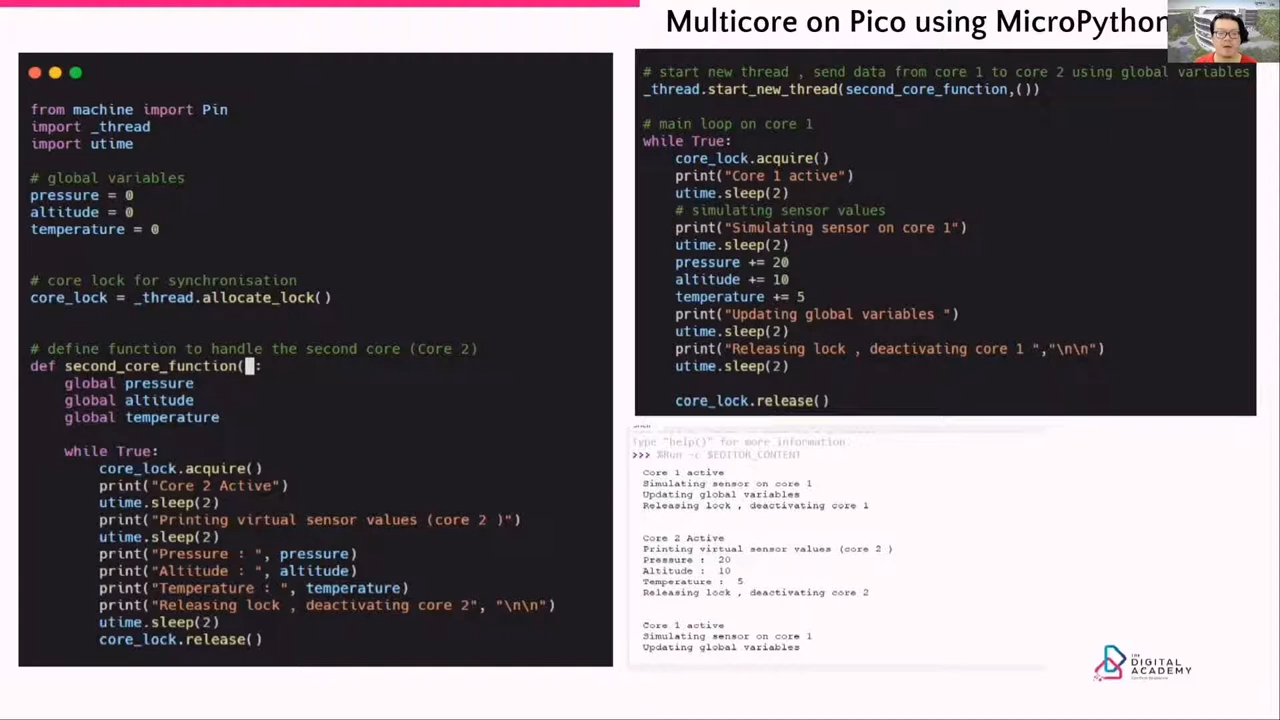 Multicore on Pico using MicroPython
from machine import Pin
import _thread
import utime
# global variables
pressure = 0
altitude = 0
temperature = 0
# core lock for synchronisation
core_lock = _thread.allocate_lock()
# define function to handle the second core (Core 2)
def second_core_function( :
global pressure
global altitude
global temperature
while True:
core_lock.acquire()
print("Core 2 Active")
utime.sleep(2)
print("Printing virtual sensor values (core 2 )")
utime.sleep(2)
print("Pressure : ", pressure)
print("Altitude : ", altitude)
print("Temperature : ", temperature)
print("Releasing lock , deactivating core 2", "\n\n")
utime.sleep(2)
core_lock.release()
# start new thread , send data from core 1 to core 2 using global variables
_thread.start_new_thread(second_core_function,())
# main loop on core 1
while True:
core_lock.acquire()
print("Core 1 active")
utime.sleep(2)
# simulating sensor values
print("Simulating sensor on core 1")
utime.sleep(2)
pressure += 20
altitude += 10
temperature += 5
print("Updating global variables ")
utime.sleep(2)
print("Releasing lock , deactivating core 1 ","\n\n")
utime.sleep(2)
core_lock.release()
Type "help()" for more information.
>>> %Run -c $EDITOR_CONTENT
Core 1 active
Simulating sensor on core 1
Updating global variables
Releasing lock , deactivating core 1
Core 2 Active
Printing virtual sensor values (core 2 )
Pressure :  20
Altitude :  10
Temperature :  5
Releasing lock , deactivating core 2
Core 1 active
Simulating sensor on core 1
Updating global variables
THE
DIGITAL
ACADEMY